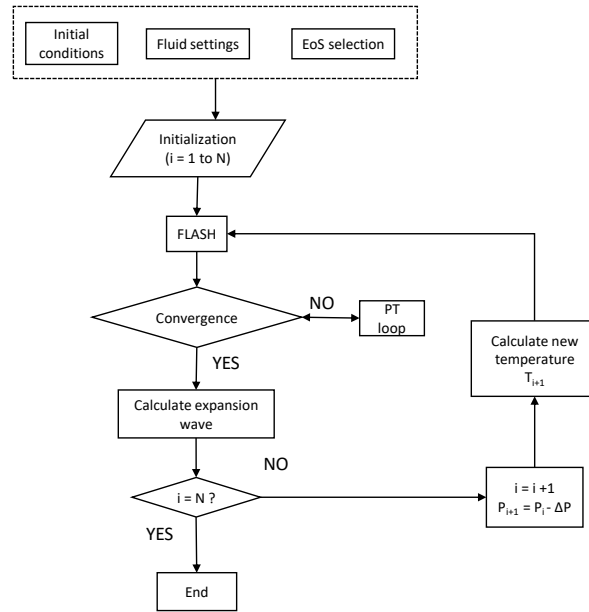 Initial
conditions
Fluid settings
EoS selection
Initialization
(i = 1 to N)
FLASH
Convergence
NO
PT
loop
Calculate new
temperature
Tᵢ₊₁
YES
Calculate expansion
wave
NO
i = N ?
i = i +1
Pᵢ₊₁ = Pᵢ - ΔP
YES
End